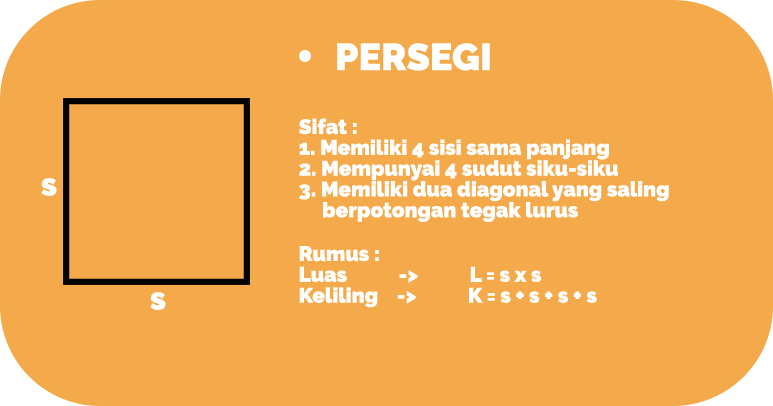 • PERSEGI
Sifat :
1. Memiliki 4 sisi sama panjang
2. Mempunyai 4 sudut siku-siku
3. Memiliki dua diagonal yang saling
berpotongan tegak lurus
Rumus :
Luas -> L = s x s
Keliling -> K = s + s + s + s
S
S